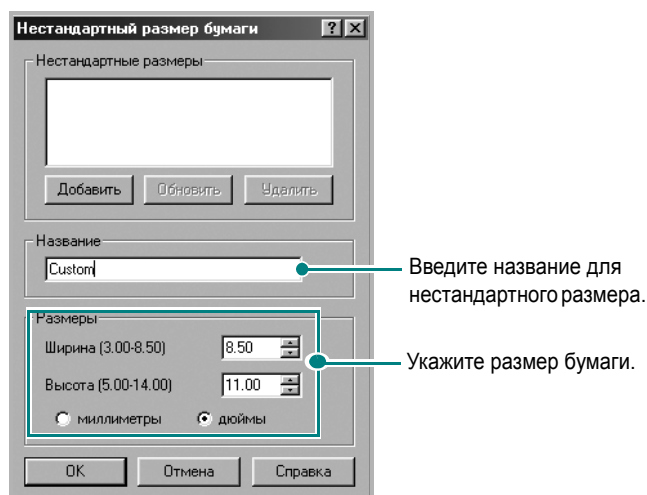 Нестандартный размер бумаги
Нестандартные размеры
Добавить Обновить Удалить
Название
Custom
Введите название для
нестандартного размера.
Размеры
Ширина (3.00-8.50) 8.50
Высота (5.00-14.00) 11.00
миллиметры дюймы
Укажите размер бумаги.
OK Отмена Справка